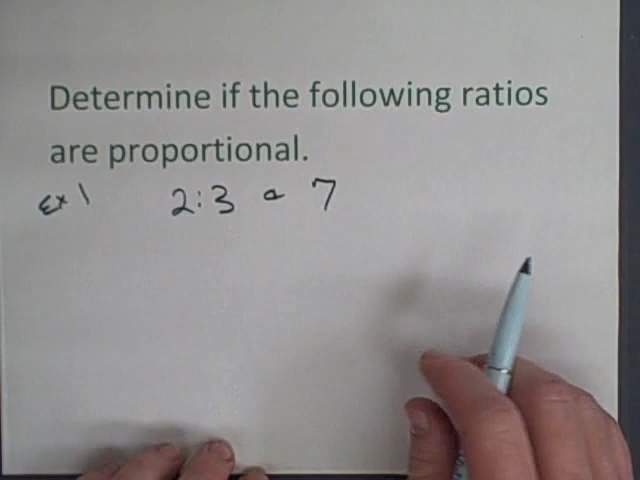 Determine if the following ratios
are proportional.
Ex 1 2:3 a 7